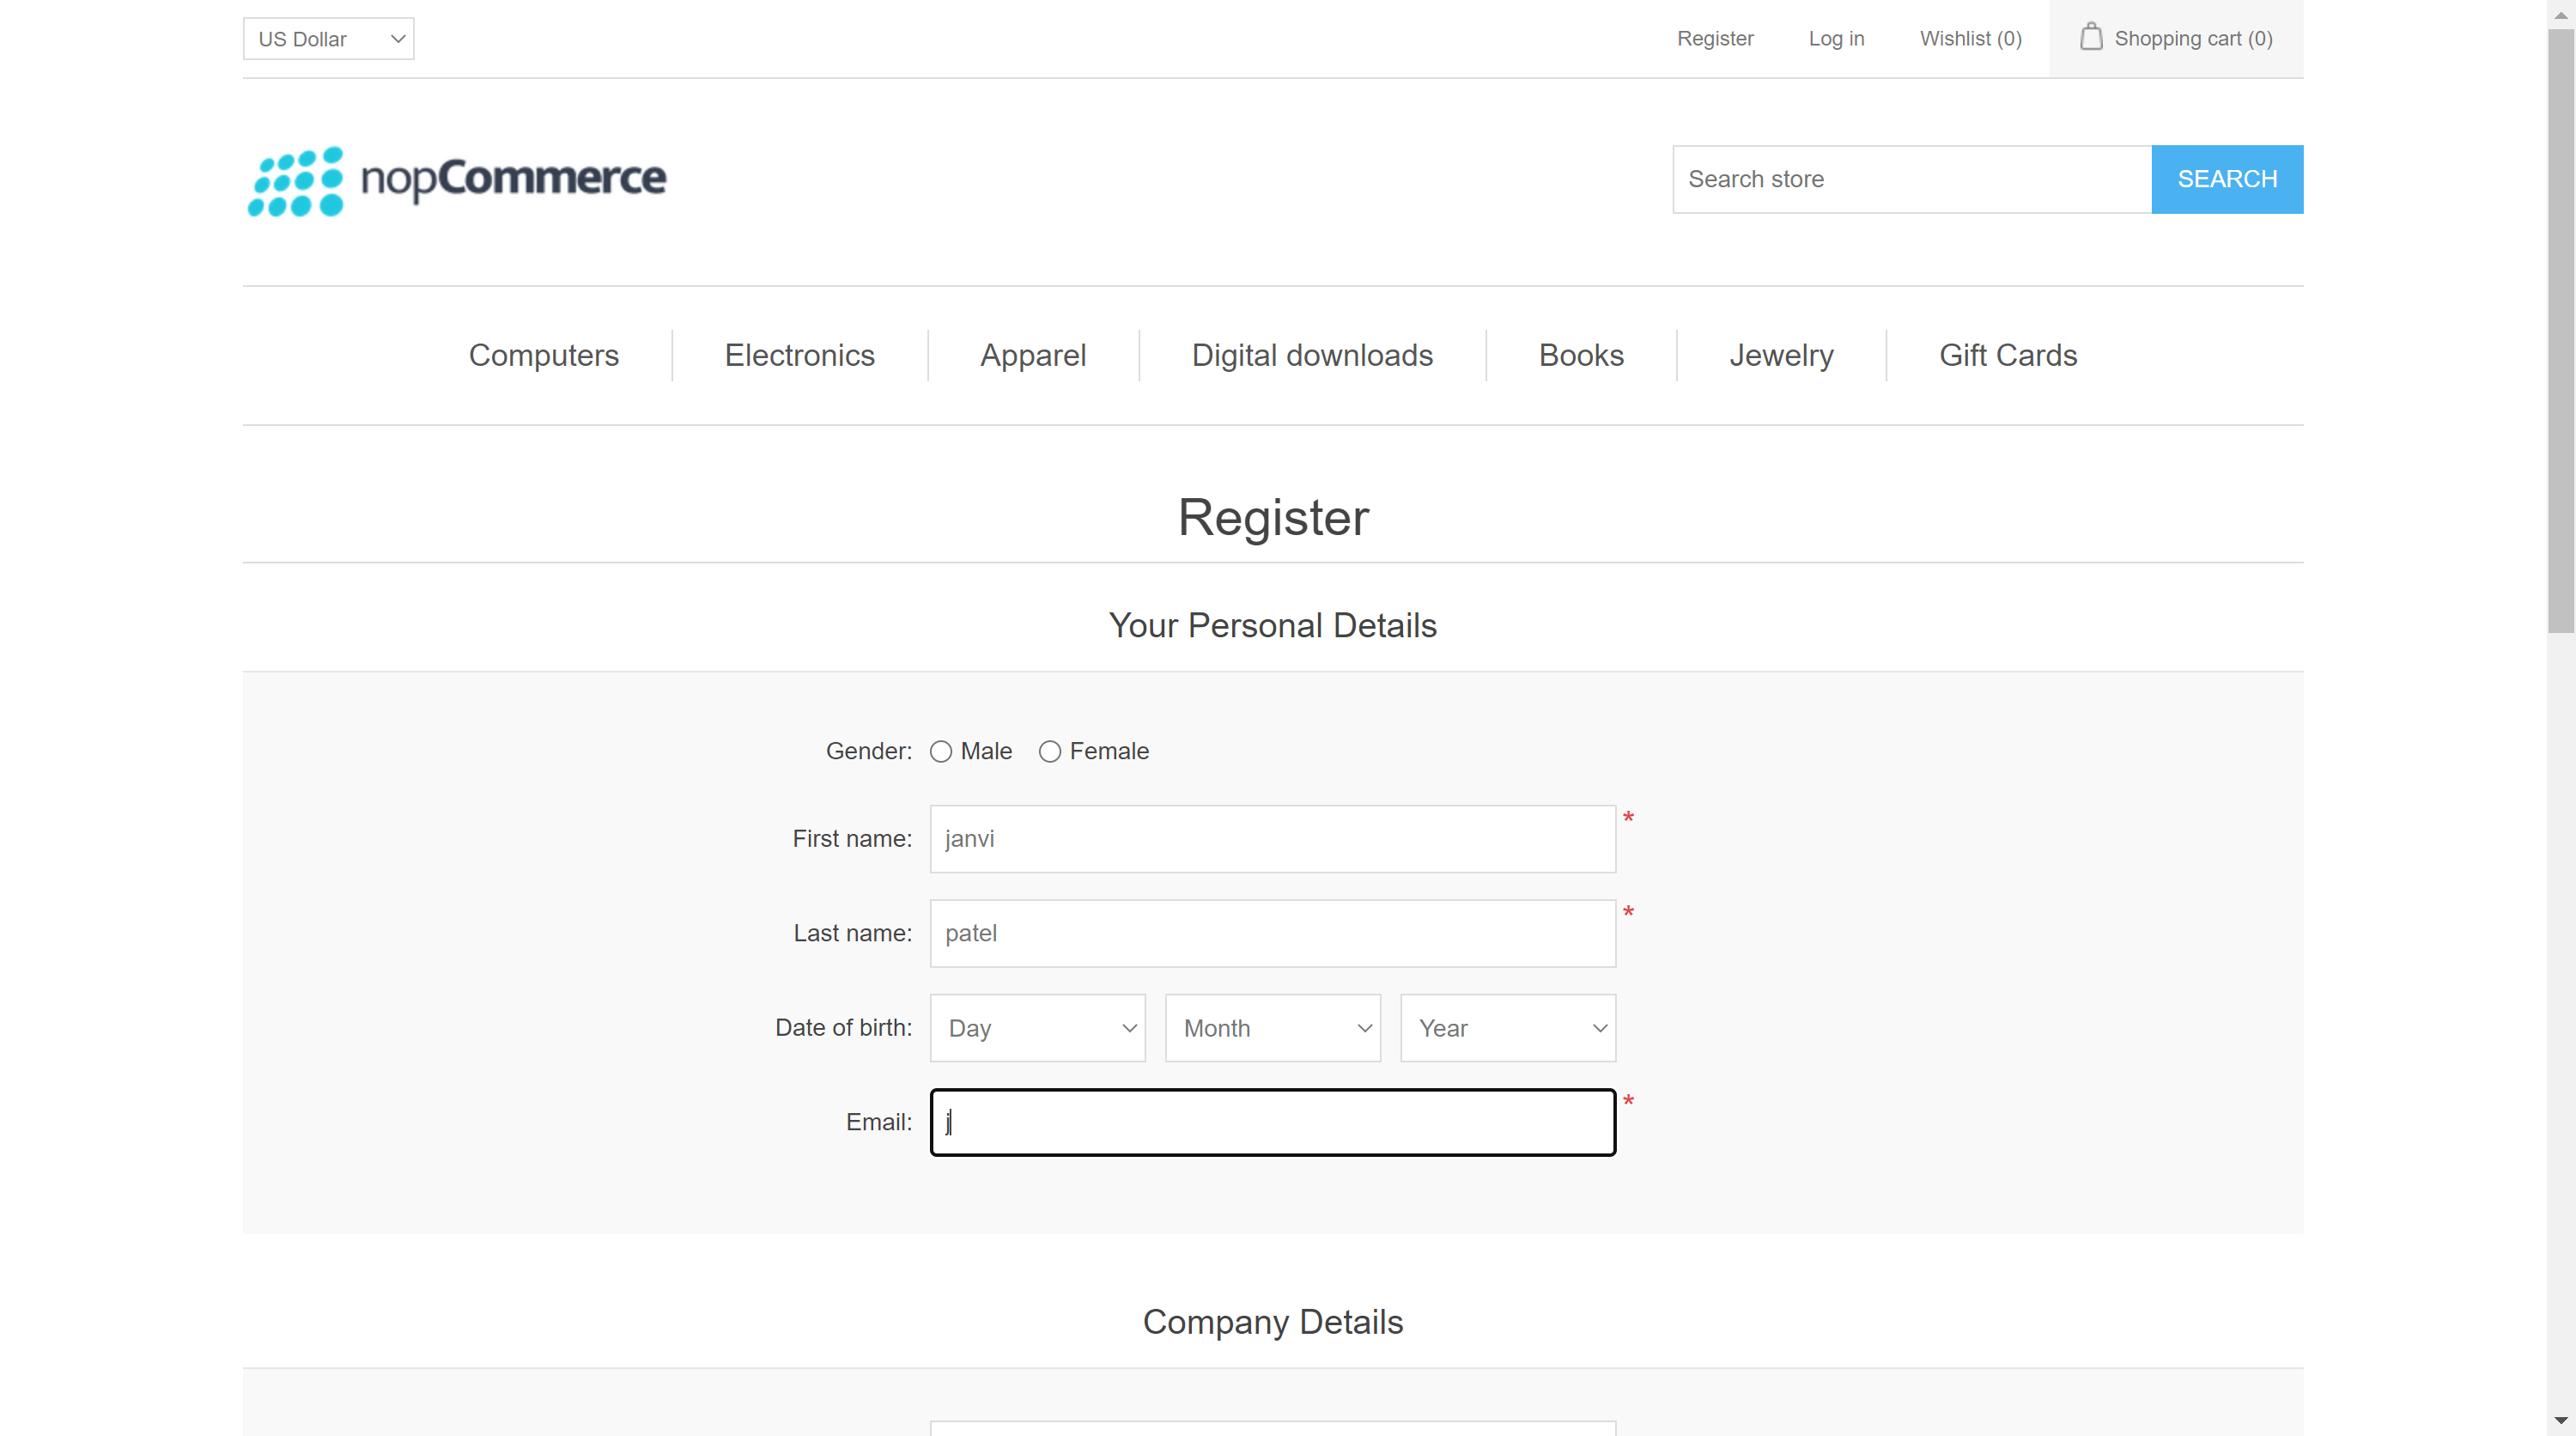 US Dollar
Register
Log in
Wishlist (0)
Shopping cart (0)
nopCommerce
Search store
SEARCH
Computers
Electronics
Apparel
Digital downloads
Books
Jewelry
Gift Cards
Register
Your Personal Details
Gender: Male Female
First name: janvi *
Last name: patel *
Date of birth: Day Month Year
Email: j *
Company Details